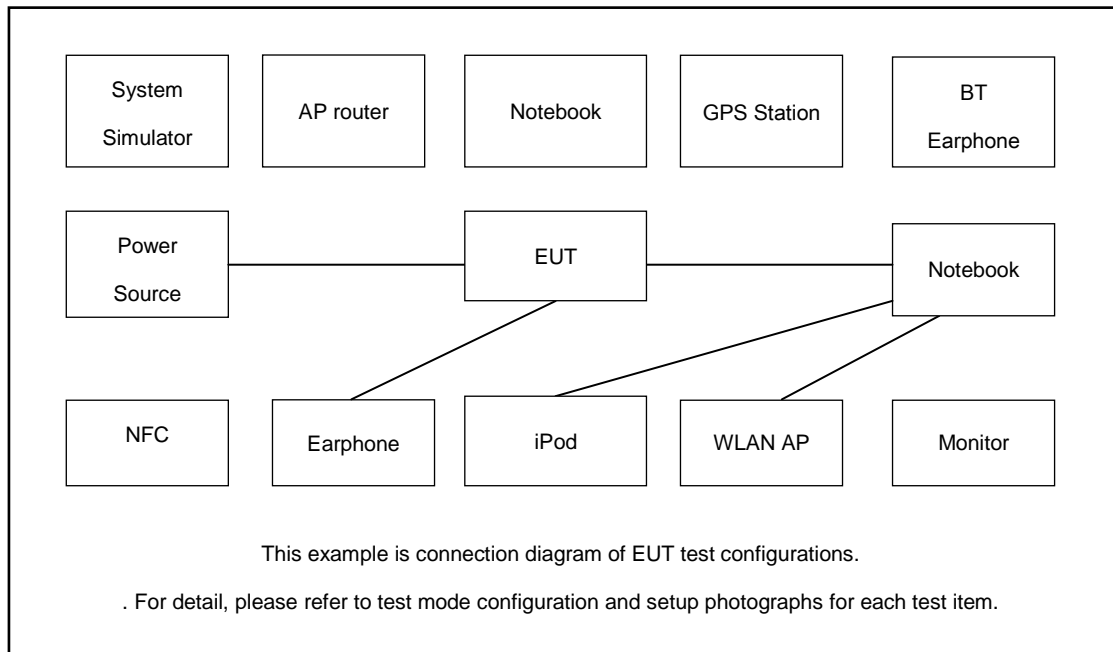 System
Simulator
AP router
Notebook
GPS Station
BT
Earphone
Power
Source
EUT
Notebook
NFC
Earphone
iPod
WLAN AP
Monitor
This example is connection diagram of EUT test configurations.
. For detail, please refer to test mode configuration and setup photographs for each test item.